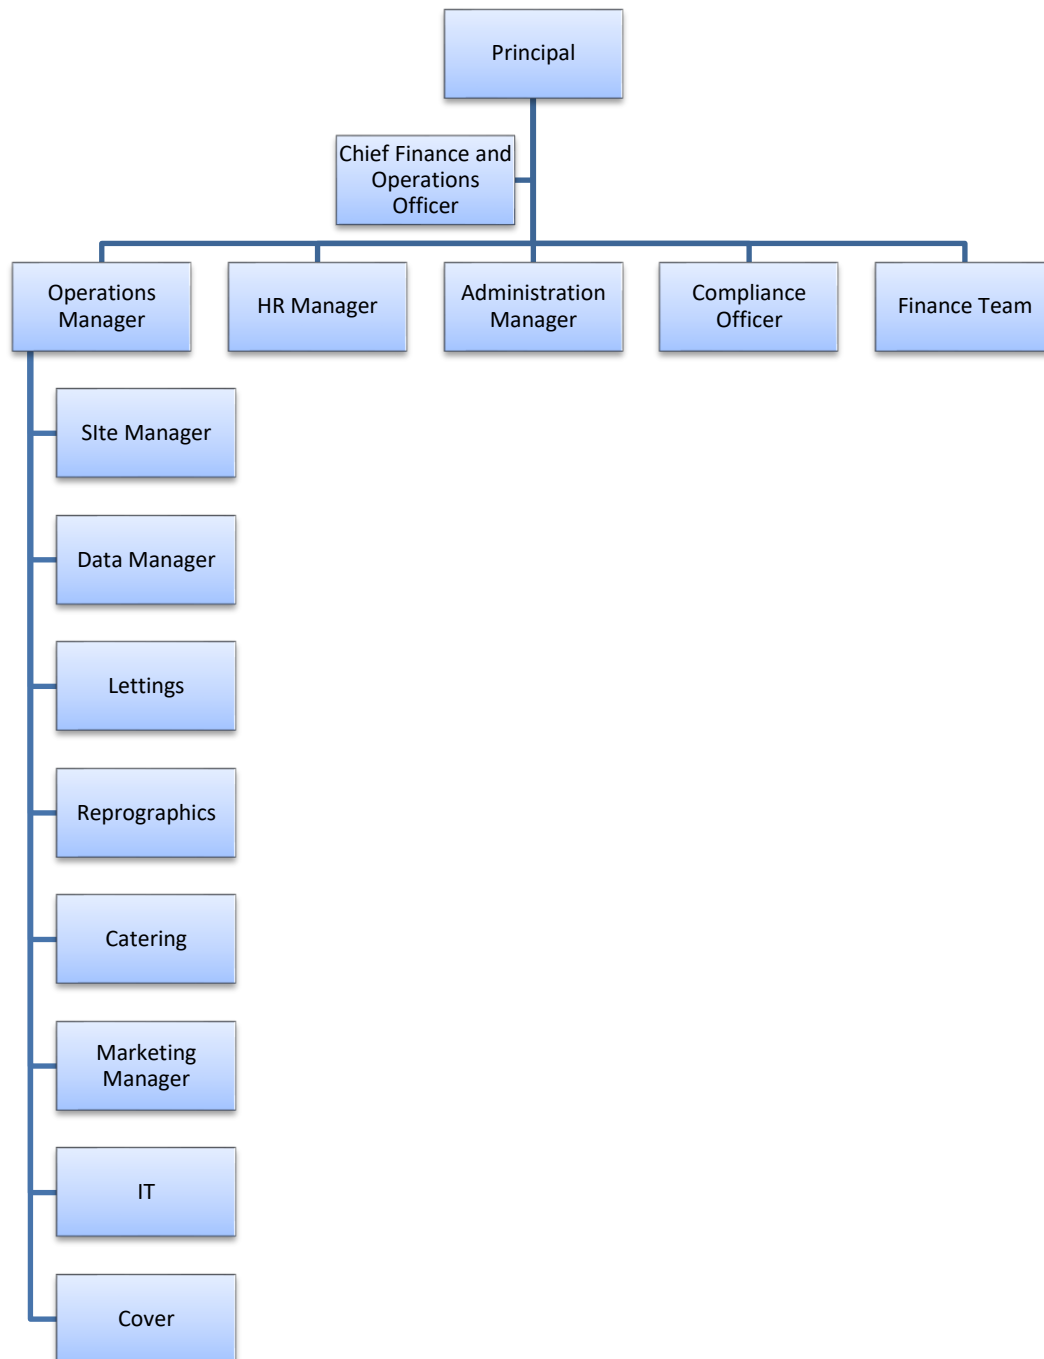 Principal
Chief Finance and
Operations
Officer
Operations
Manager
HR Manager
Administration
Manager
Compliance
Officer
Finance Team
SIte Manager
Data Manager
Lettings
Reprographics
Catering
Marketing
Manager
IT
Cover